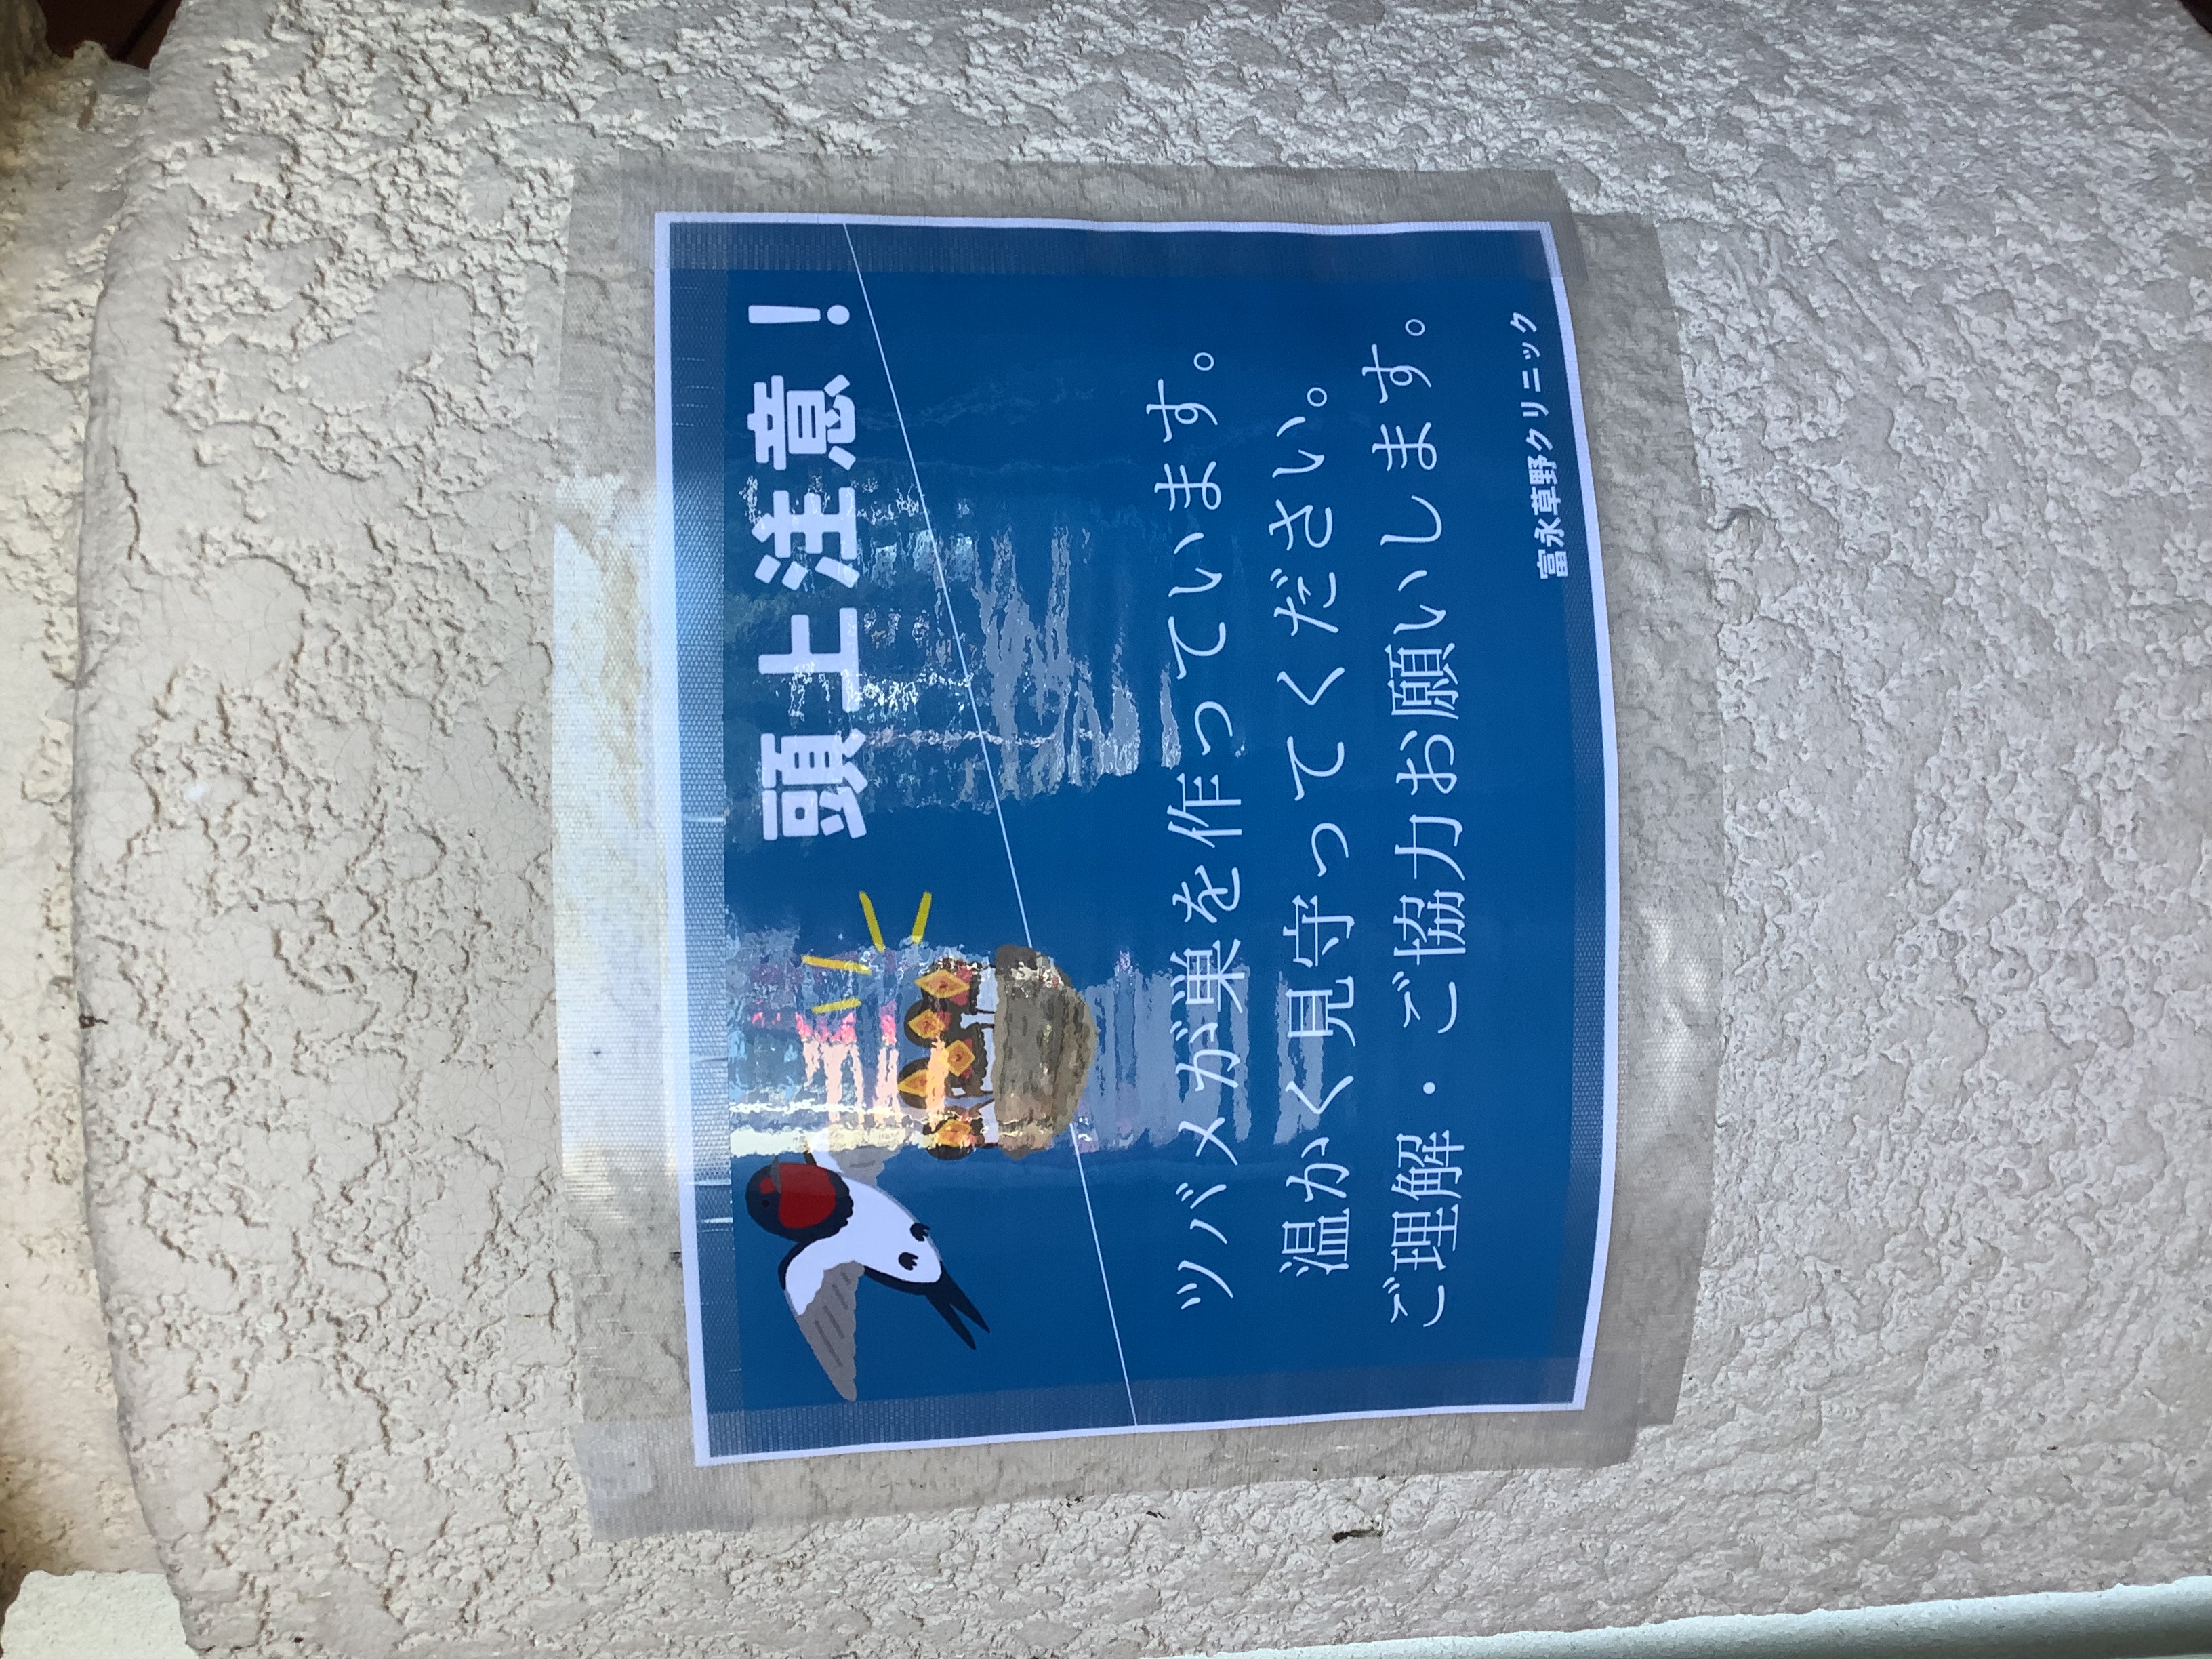 頭上注意！
ツバメが巣を作っています。
温かく見守ってください。
ご理解・ご協力お願いします。
富永草野クリニック